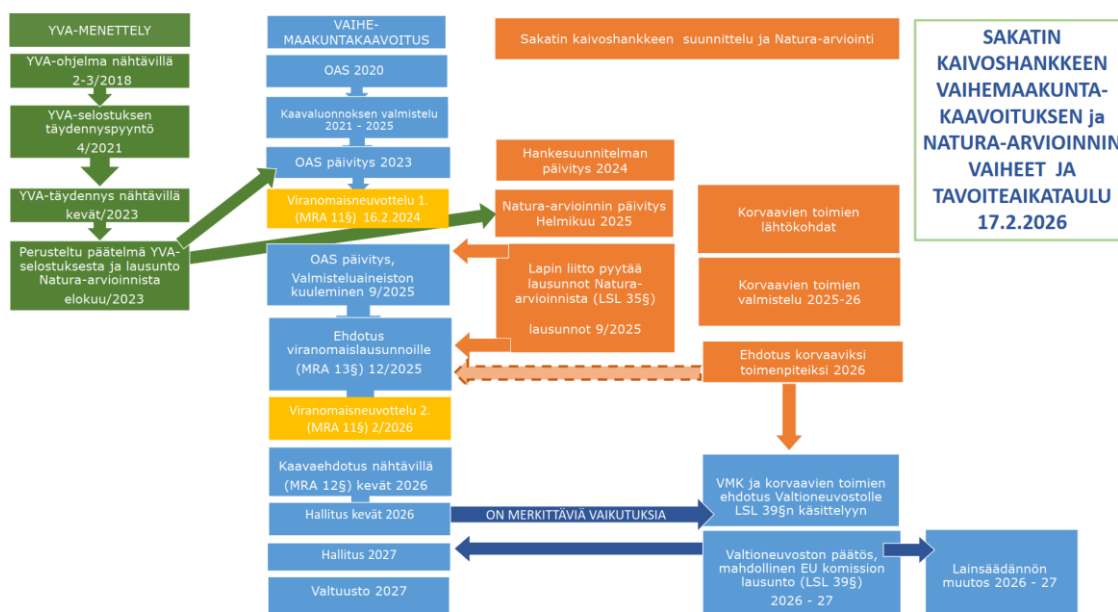 YVA-MENETTELY
YVA-ohjelma nähtävillä
2-3/2018
YVA-selostuksen
täydennyspyyntö
4/2021
YVA-täydennys nähtävillä
kevät/2023
Perusteltu päätelmä YVA-
selostuksesta ja lausunto
Natura-arvioinnista
elokuu/2023
VAIHE-
MAAKUNTAKAAVOITUS
OAS 2020
Kaavaluonnoksen valmistelu
2021 - 2025
OAS päivitys 2023
Viranomaisneuvottelu 1.
(MRA 11§) 16.2.2024
OAS päivitys,
Valmisteluaineiston
kuuleminen 9/2025
Ehdotus
viranomaislausunnoille
(MRA 13§) 12/2025
Viranomaisneuvottelu 2.
(MRA 11§) 2/2026
Kaavaehdotus nähtävillä
(MRA 12§) kevät 2026
Hallitus kevät 2026
Hallitus 2027
Valtuusto 2027
Sakatin kaivoshankkeen suunnittelu ja Natura-arviointi
Hankesuunnitelman
päivitys 2024
Natura-arvioinnin päivitys
Helmikuu 2025
Lapin liitto pyytää
lausunnot Natura-
arvioinnista (LSL 35§)
lausunnot 9/2025
Korvaavien toimien
lähtökohdat
Korvaavien toimien
valmistelu 2025-26
Ehdotus korvaaviksi
toimenpiteiksi 2026
ON MERKITTÄVIÄ VAIKUTUKSIA
VMK ja korvaavien toimien
ehdotus Valtioneuvostolle
LSL 39§n käsittelyyn
Valtioneuvoston päätös,
mahdollinen EU komission
lausunto (LSL 39§)
2026 - 27
Lainsäädännön
muutos 2026 - 27
SAKATIN
KAIVOSHANKKEEN
VAIHEMAAKUNTA-
KAAVOITUKSEN ja
NATURA-ARVIOINNIN
VAIHEET JA
TAVOITEAIKATAULU
17.2.2026